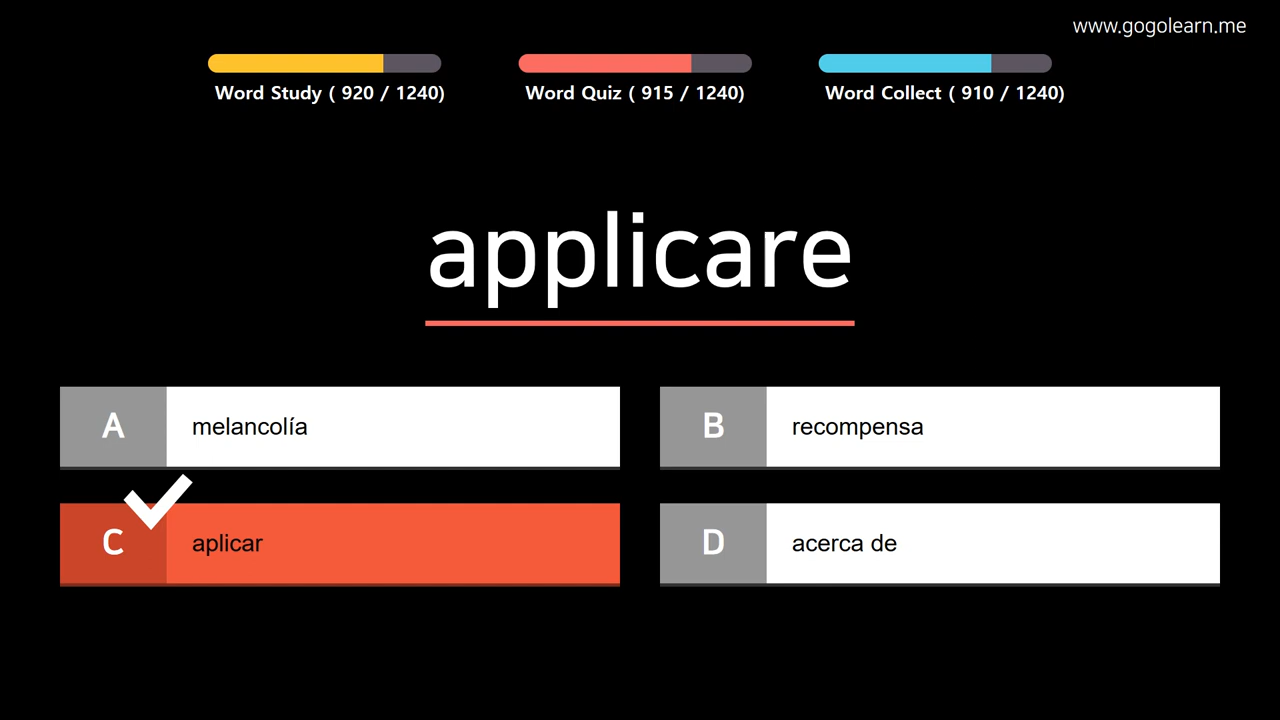 www.gogolearn.me
Word Study ( 920 / 1240)
Word Quiz ( 915 / 1240)
Word Collect ( 910 / 1240)
applicare
A melancolía
B recompensa
C aplicar
D acerca de